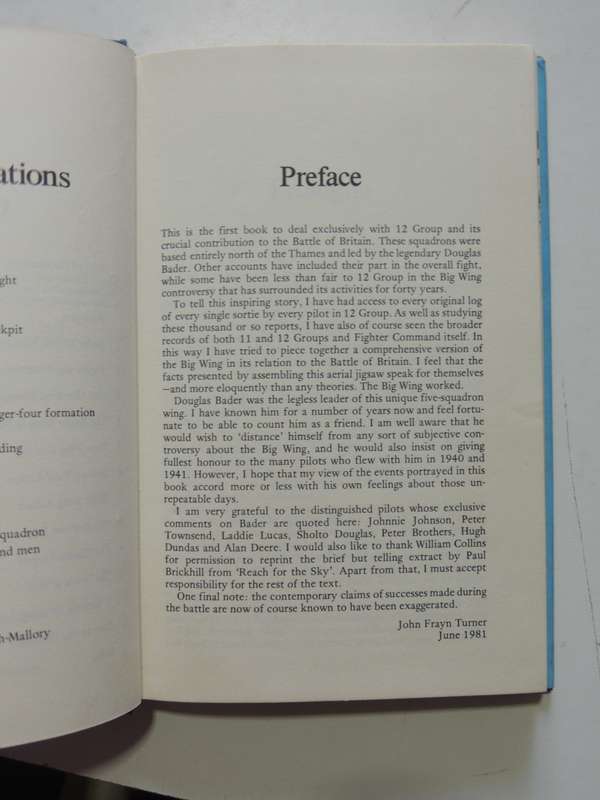 ations
ght
ckpit
ger-four formation
ding
quadron
nd men
h-Mallory
Preface
This is the first book to deal exclusively with 12 Group and its
crucial contribution to the Battle of Britain. These squadrons were
based entirely north of the Thames and led by the legendary Douglas
Bader. Other accounts have included their part in the overall fight,
while some have been less than fair to 12 Group in the Big Wing
controversy that has surrounded its activities for forty years.
To tell this inspiring story, I have had access to every original log
of every single sortie by every pilot in 12 Group. As well as studying
these thousand or so reports, I have also of course seen the broader
records of both 11 and 12 Groups and Fighter Command itself. In
this way I have tried to piece together a comprehensive version of
the Big Wing in its relation to the Battle of Britain. I feel that the
facts presented by assembling this aerial jigsaw speak for themselves
—and more eloquently than any theories. The Big Wing worked.
Douglas Bader was the legless leader of this unique five-squadron
wing. I have known him for a number of years now and feel fortu-
nate to be able to count him as a friend. I am well aware that he
would wish to 'distance' himself from any sort of subjective con-
troversy about the Big Wing, and he would also insist on giving
fullest honour to the many pilots who flew with him in 1940 and
1941. However, I hope that my view of the events portrayed in this
book accord more or less with his own feelings about those un-
repeatable days.
I am very grateful to the distinguished pilots whose exclusive
comments on Bader are quoted here: Johnnie Johnson, Peter
Townsend, Laddie Lucas, Sholto Douglas, Peter Brothers, Hugh
Dundas and Alan Deere. I would also like to thank William Collins
for permission to reprint the brief but telling extract by Paul
Brickhill from 'Reach for the Sky'. Apart from that, I must accept
responsibility for the rest of the text.
One final note: the contemporary claims of successes made during
the battle are now of course known to have been exaggerated.
John Frayn Turner
June 1981